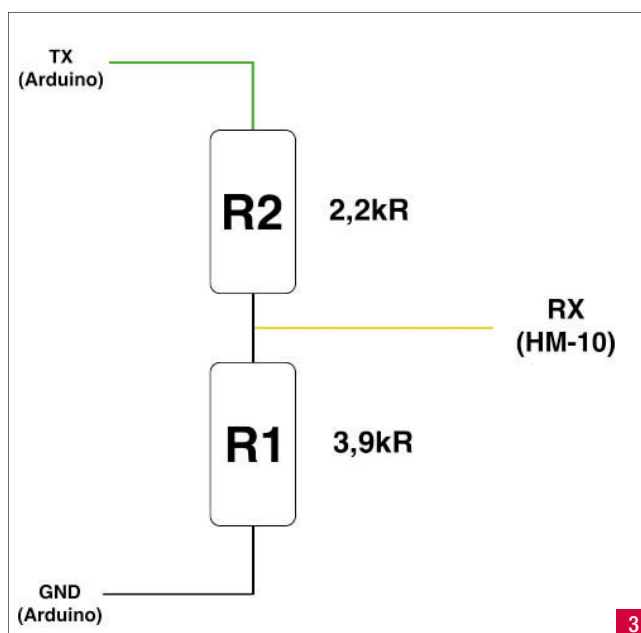 TX
(Arduino)
R2
2,2kR
RX
(HM-10)
R1
3,9kR
GND
(Arduino)
3